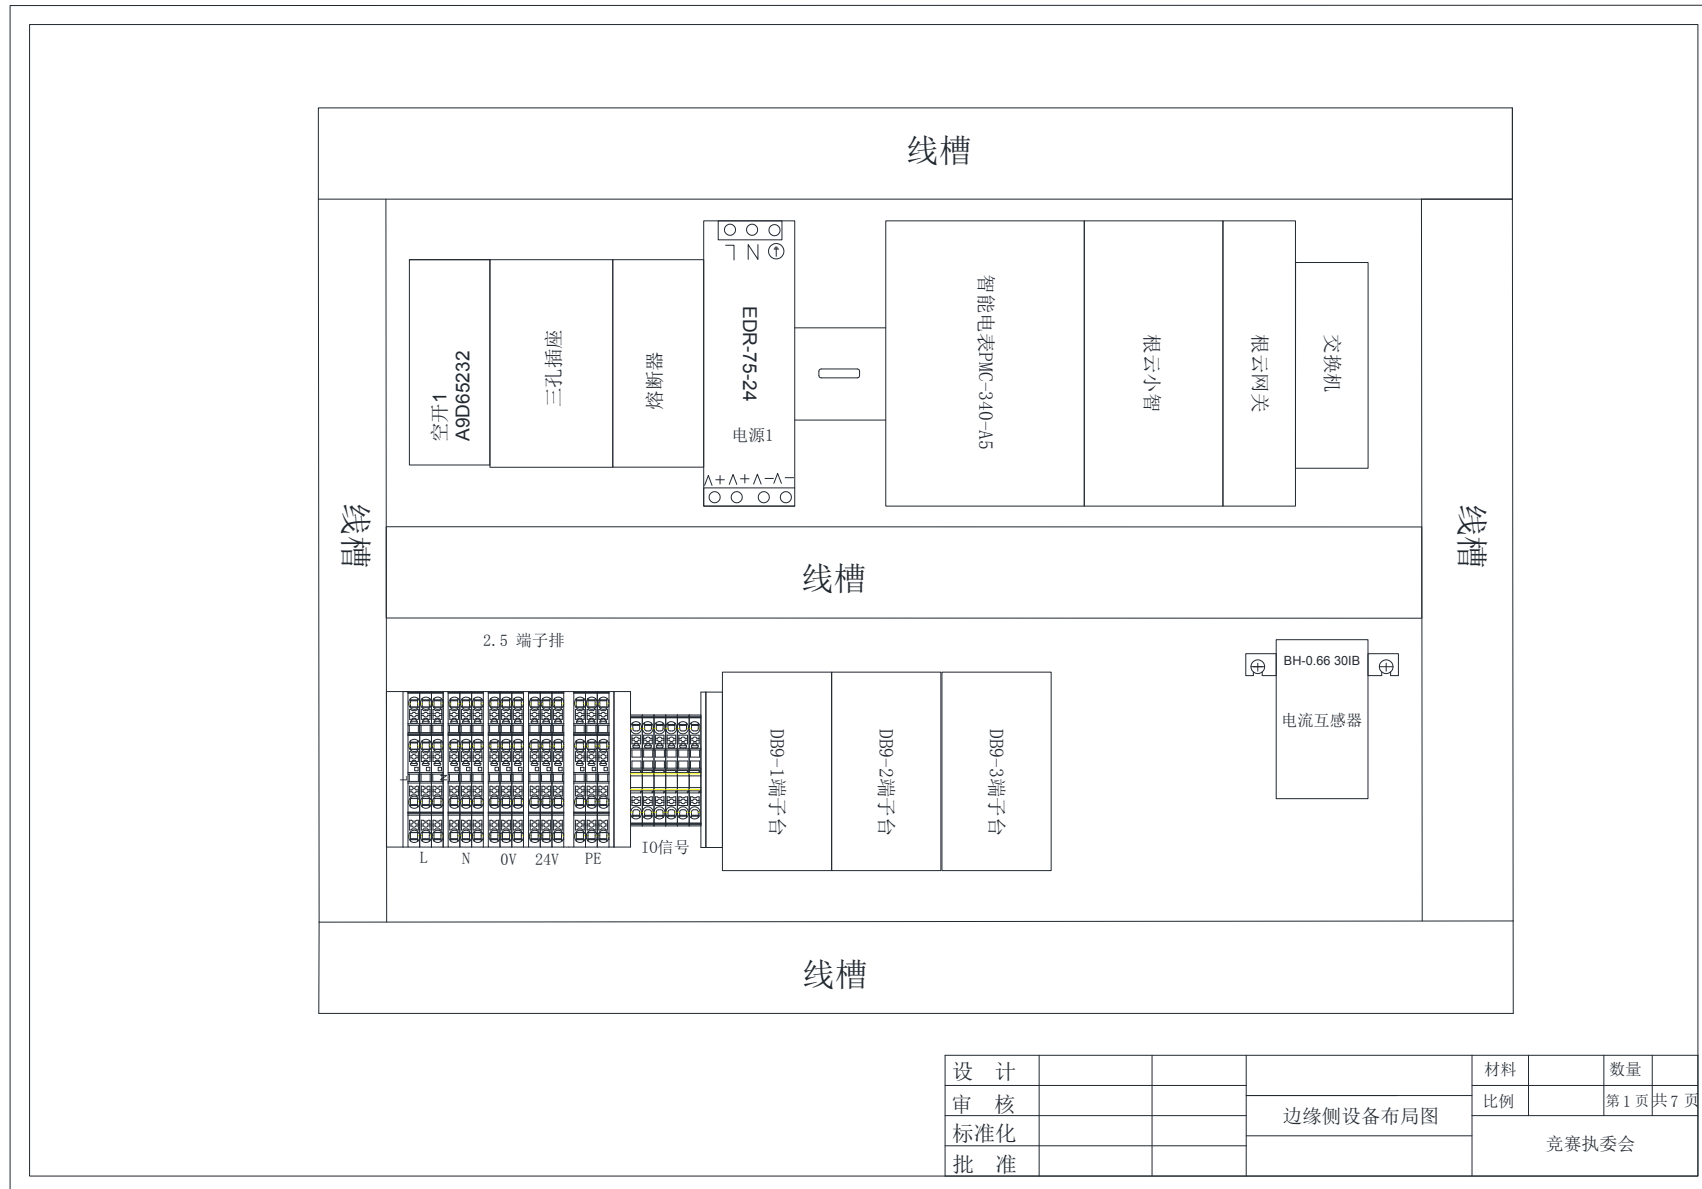 线槽
L N
空开1
A9D65232
三孔插座
熔断器
EDR-75-24
电源1
V+V+V-V-
智能电表PMC-340-A5
根云小智
根云网关
交换机
线槽
线槽
线槽
2.5 端子排
BH-0.66 30IB
电流互感器
L
N
L
N
0V
24V
PE
IO信号
DB9-1端子台
DB9-2端子台
DB9-3端子台
线槽
设 计
材料
数量
审 核
边缘侧设备布局图
比例
第1页
共7页
标准化
竞赛执委会
批 准